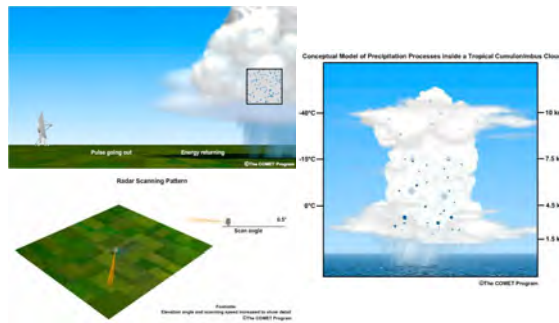 Pulse going out
Energy returning
©The COMET Program
Radar Scanning Pattern
0.5°
Scan angle
Footnote:
Elevation angle and scanning speed increased to show detail
©The COMET Program
Conceptual Model of Precipitation Processes inside a Tropical Cumulonimbus Cloud
-40°C
10 k
-15°C
7.5 k
0°C
4.5 k
1.5 k
©The COMET Program